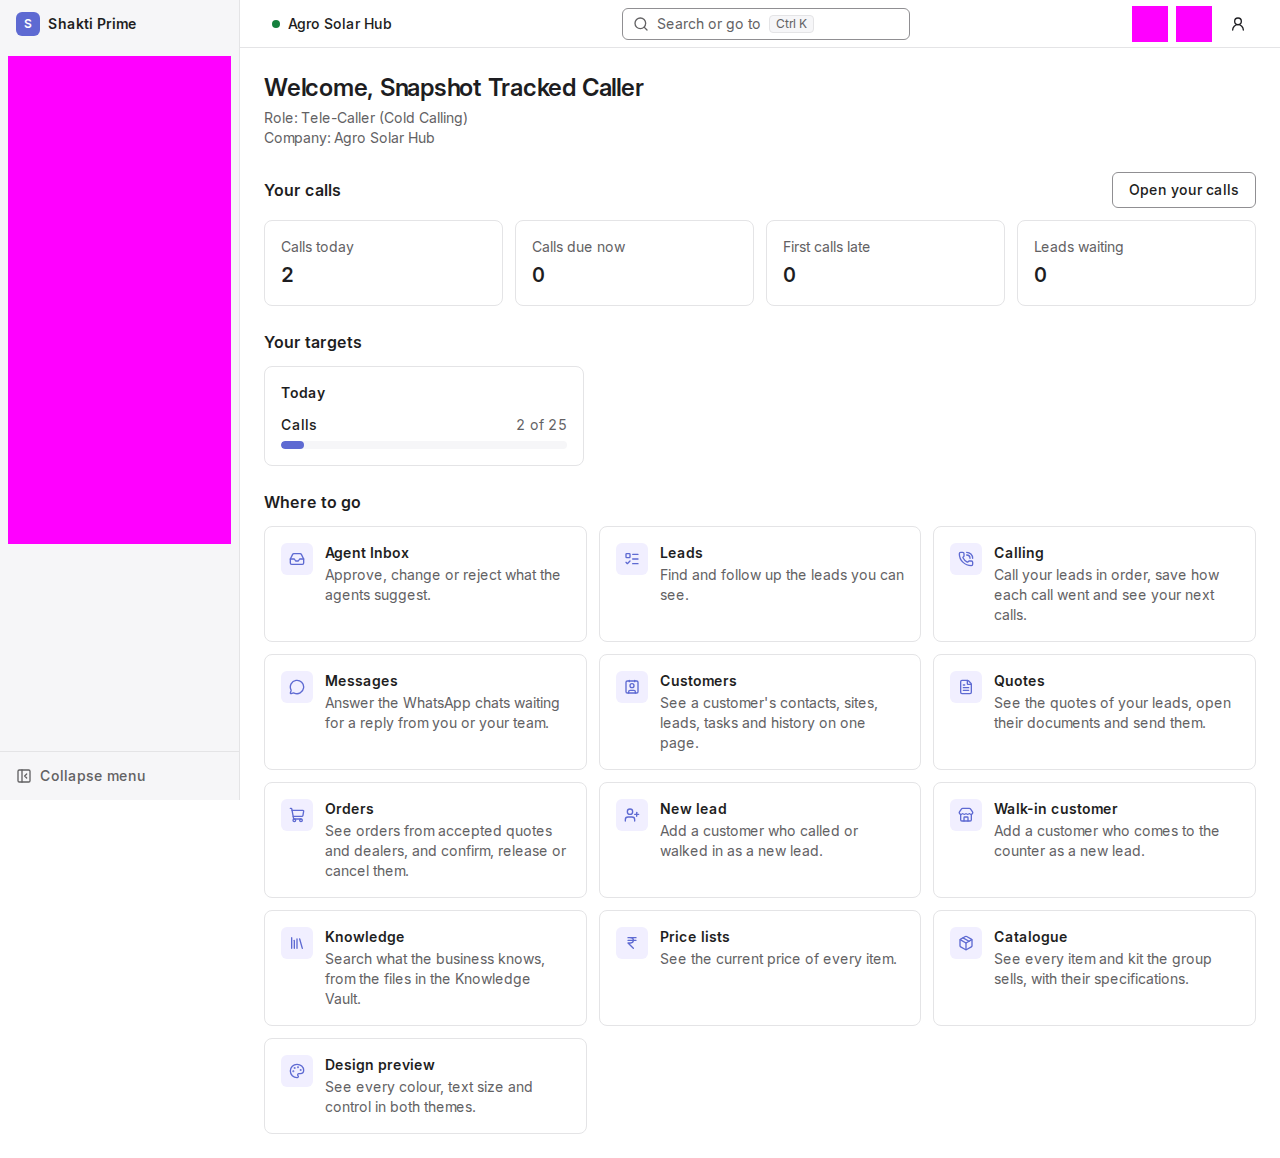 S Shakti Prime
Agro Solar Hub
Search or go to Ctrl K
Welcome, Snapshot Tracked Caller
Role: Tele-Caller (Cold Calling)
Company: Agro Solar Hub
Your calls
Open your calls
Calls today
2
Calls due now
0
First calls late
0
Leads waiting
0
Your targets
Today
Calls 2 of 25
Where to go
Agent Inbox
Approve, change or reject what the
agents suggest.
Leads
Find and follow up the leads you can
see.
Calling
Call your leads in order, save how
each call went and see your next
calls.
Messages
Answer the WhatsApp chats waiting
for a reply from you or your team.
Customers
See a customer's contacts, sites,
leads, tasks and history on one
page.
Quotes
See the quotes of your leads, open
their documents and send them.
Orders
See orders from accepted quotes
and dealers, and confirm, release or
cancel them.
New lead
Add a customer who called or
walked in as a new lead.
Walk-in customer
Add a customer who comes to the
counter as a new lead.
Knowledge
Search what the business knows,
from the files in the Knowledge
Vault.
Price lists
See the current price of every item.
Catalogue
See every item and kit the group
sells, with their specifications.
Design preview
See every colour, text size and
control in both themes.
Collapse menu